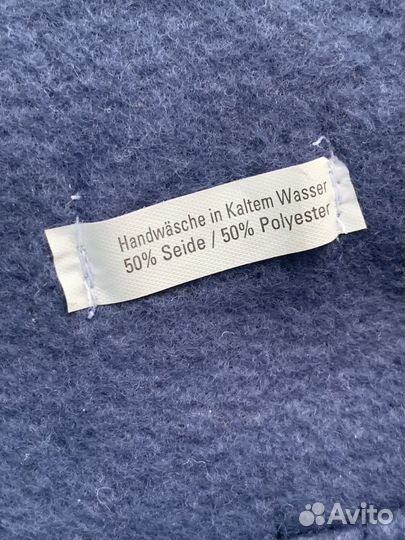 Handwäsche in Kaltem Wasser
50% Seide / 50% Polyester
Avito